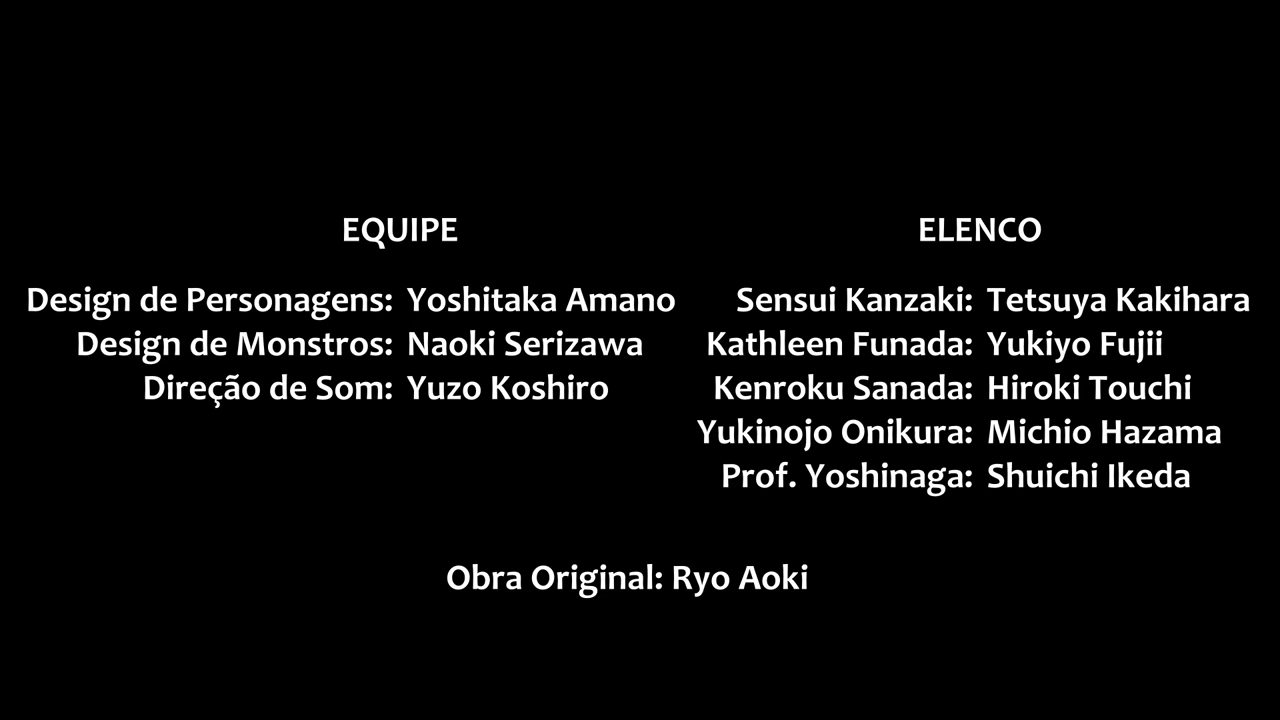 EQUIPE
Design de Personagens: Yoshitaka Amano
Design de Monstros: Naoki Serizawa
Direção de Som: Yuzo Koshiro
ELENCO
Sensui Kanzaki: Tetsuya Kakihara
Kathleen Funada: Yukiyo Fujii
Kenroku Sanada: Hiroki Touchi
Yukinojo Onikura: Michio Hazama
Prof. Yoshinaga: Shuichi Ikeda
Obra Original: Ryo Aoki